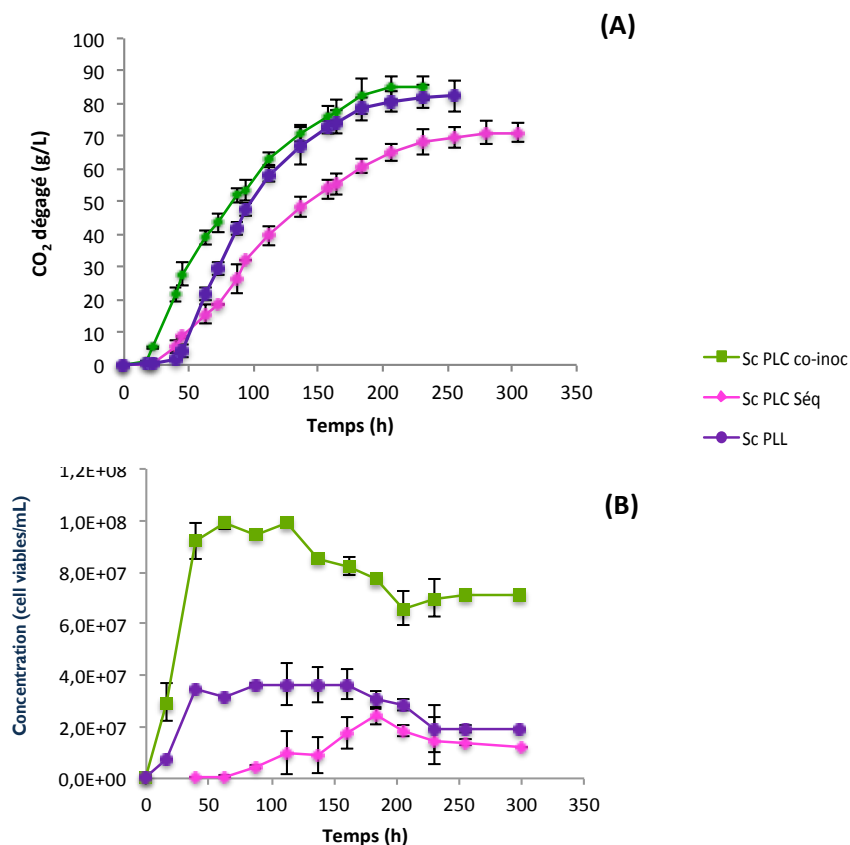 (A)
CO₂ dégagé (g/L)
100
90
80
70
60
50
40
30
20
10
0
0 50 100 150 200 250 300 350
Temps (h)
Sc PLC co-inoc
Sc PLC Séq
Sc PLL
(B)
Concentration (cell viables/mL)
1,2E+08
1,0E+08
8,0E+07
6,0E+07
4,0E+07
2,0E+07
0,0E+00
0 50 100 150 200 250 300
Temps (h)